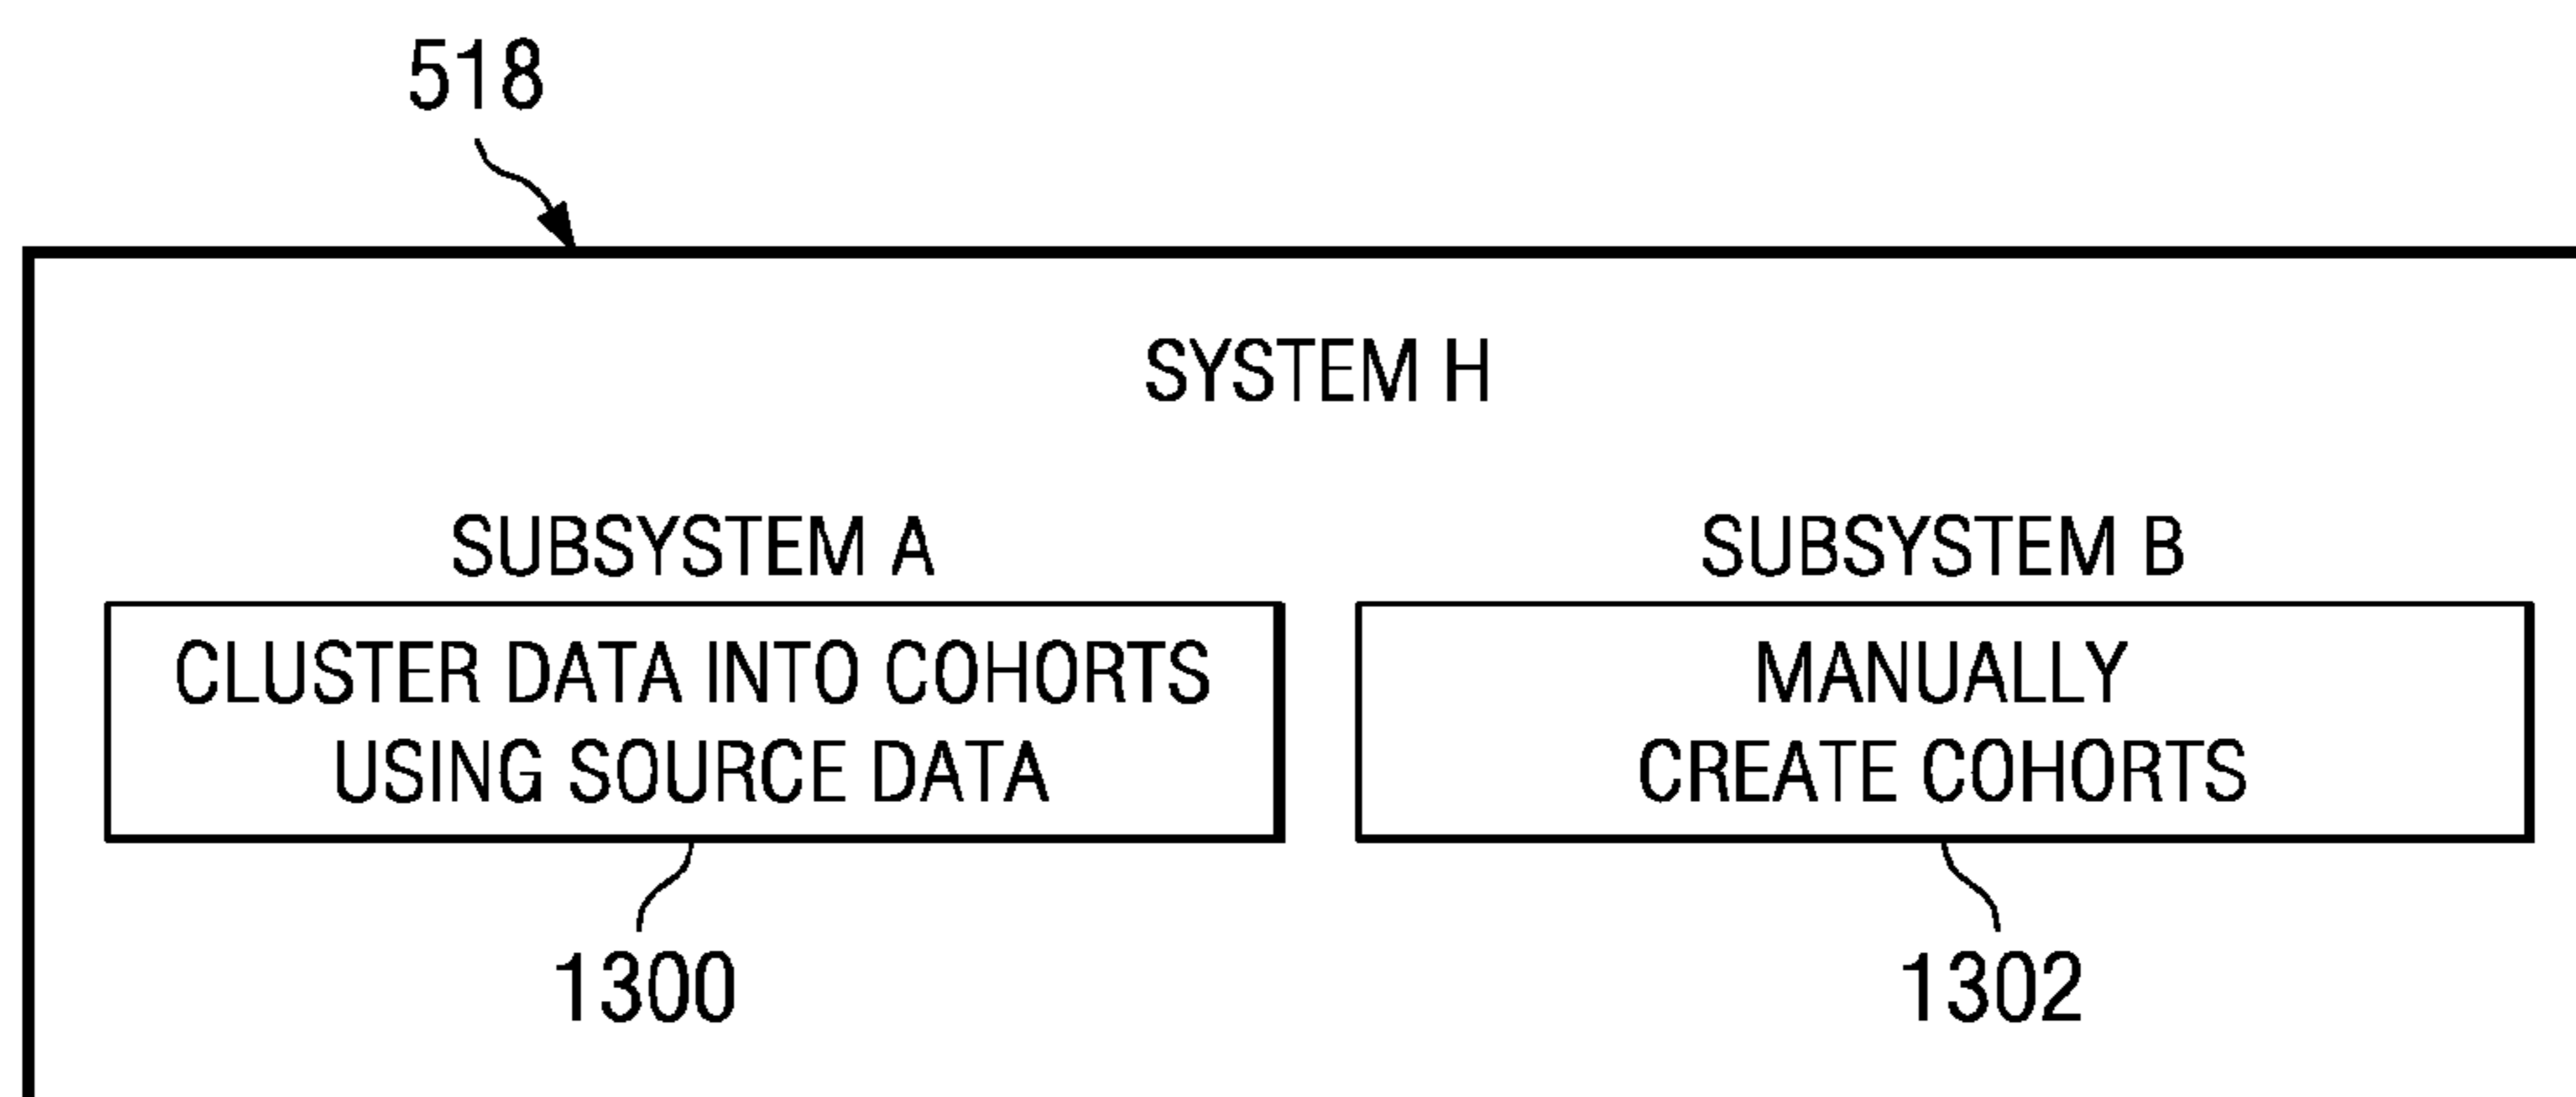 518
SYSTEM H
SUBSYSTEM A
CLUSTER DATA INTO COHORTS
USING SOURCE DATA
1300
SUBSYSTEM B
MANUALLY
CREATE COHORTS
1302